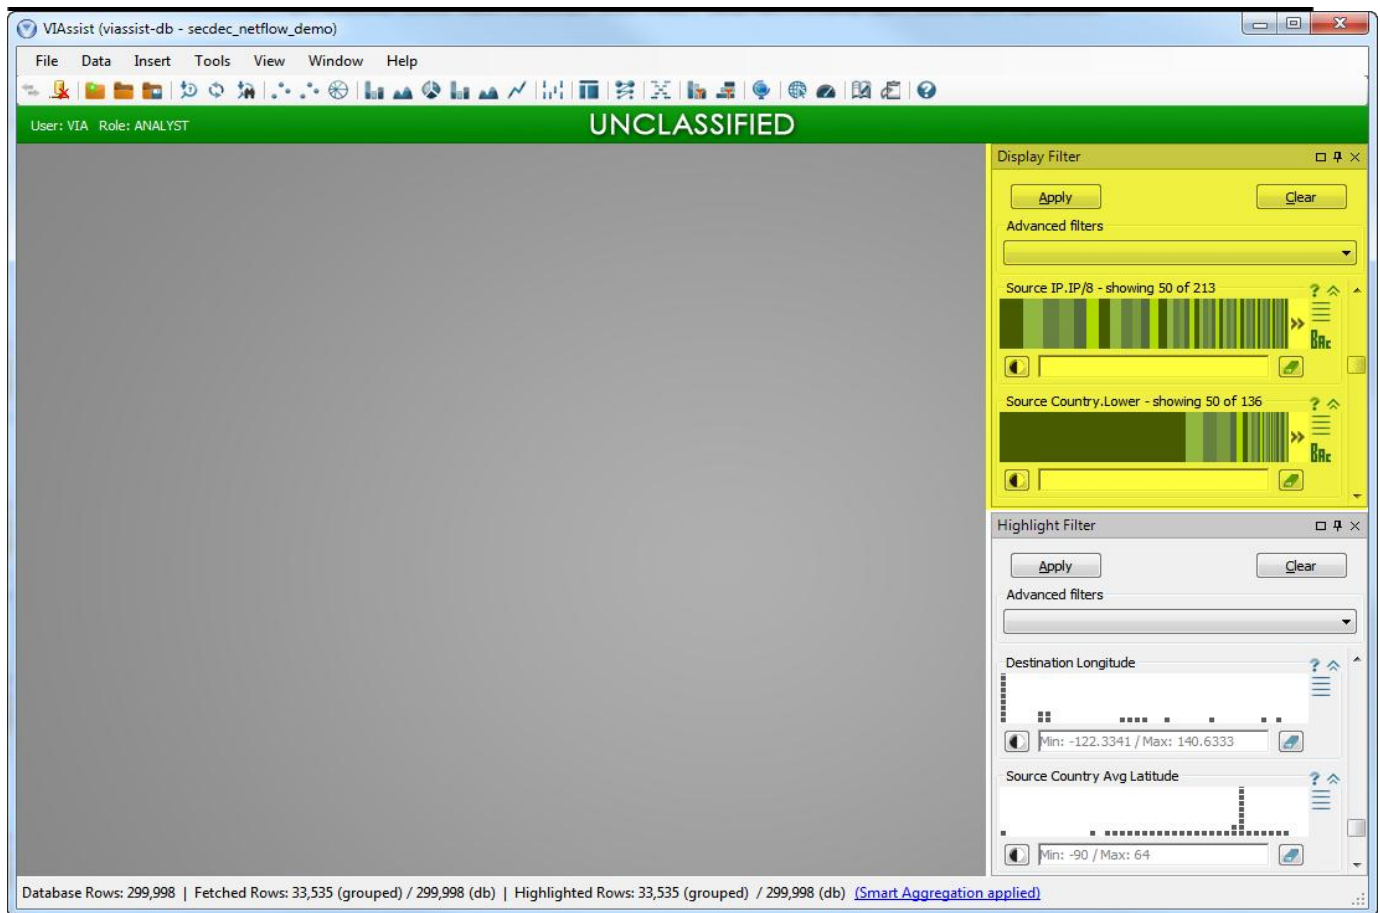 VIAssist (viassist-db - secdec_netflow_demo)
File Data Insert Tools View Window Help
User: VIA Role: ANALYST UNCLASSIFIED
Display Filter
Apply Clear
Advanced filters
Source IP.IP/8 - showing 50 of 213
BAc
Source Country.Lower - showing 50 of 136
BAc
Highlight Filter
Apply Clear
Advanced filters
Destination Longitude
Min: -122.3341 / Max: 140.6333
Source Country Avg Latitude
Min: -90 / Max: 64
Database Rows: 299,998 | Fetched Rows: 33,535 (grouped) / 299,998 (db) | Highlighted Rows: 33,535 (grouped) / 299,998 (db) (Smart Aggregation applied)